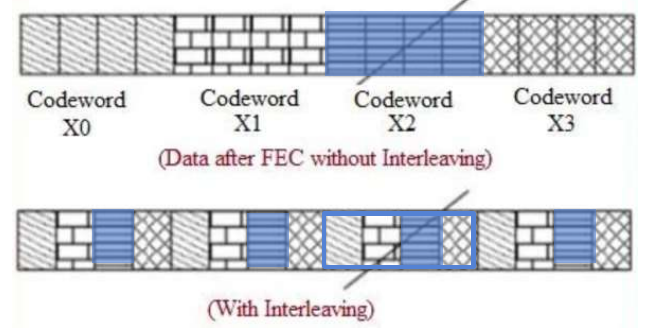 Codeword Codeword Codeword Codeword
X0 X1 X2 X3
(Data after FEC without Interleaving)
(With Interleaving)